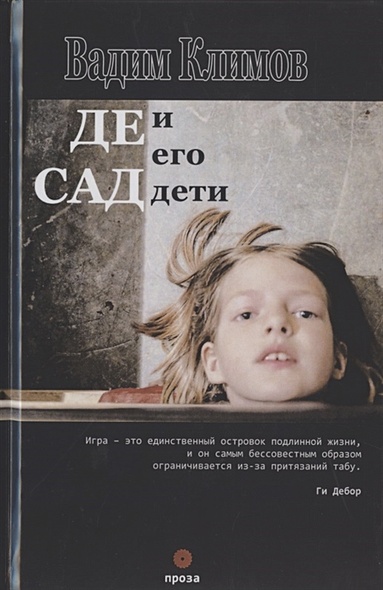 Вадим Климов
ДЕ и
его
САД дети
Игра – это единственный островок подлинной жизни,
и он самым бессовестным образом
ограничивается из-за притязаний табу.
Ги Дебор
проза